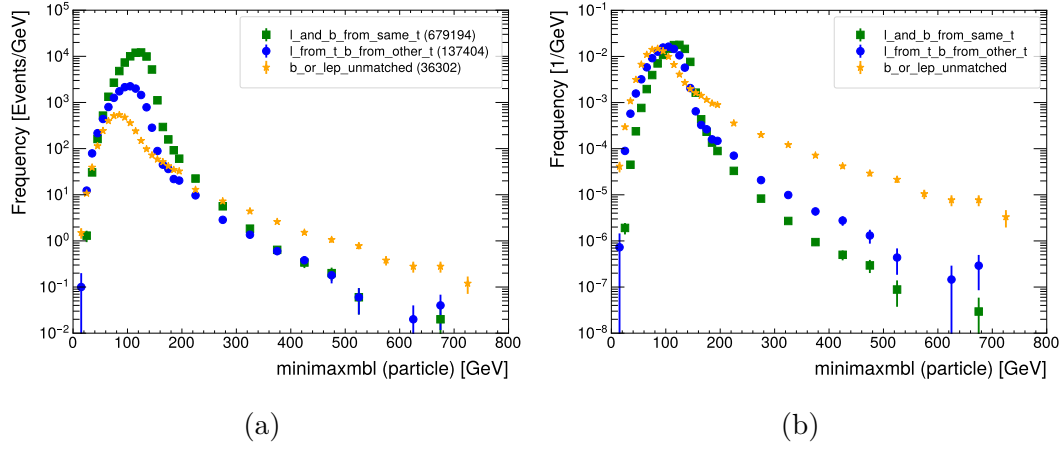 Frequency [Events/GeV]
10^5
10^4
10^3
10^2
10^1
10^0
10^{-1}
10^{-2}
0 100 200 300 400 500 600 700 800
minimaxmbl (particle) [GeV]
l_and_b_from_same_t (679194)
l_from_t_b_from_other_t (137404)
b_or_lep_unmatched (36302)
(a)
Frequency [1/GeV]
10^{-1}
10^{-2}
10^{-3}
10^{-4}
10^{-5}
10^{-6}
10^{-7}
10^{-8}
0 100 200 300 400 500 600 700 800
minimaxmbl (particle) [GeV]
l_and_b_from_same_t
l_from_t_b_from_other_t
b_or_lep_unmatched
(b)